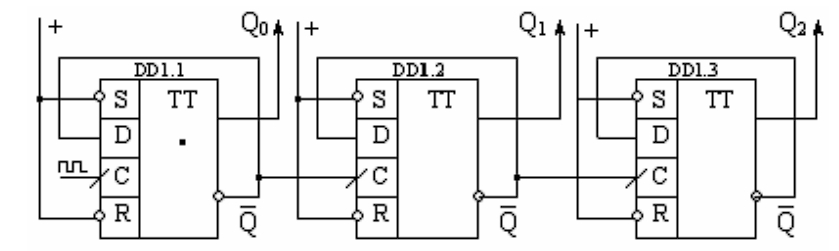 + Q0 + Q1 + Q2
DD1.1 DD1.2 DD1.3
S TT S TT S TT
D D D
C C C
R Q̅ R Q̅ R Q̅